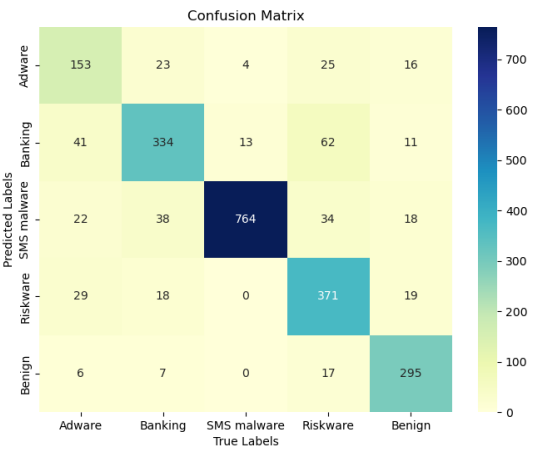 Confusion Matrix
Predicted Labels
Adware 153 23 4 25 16
Banking 41 334 13 62 11
SMS malware 22 38 764 34 18
Riskware 29 18 0 371 19
Benign 6 7 0 17 295
Adware Banking SMS malware Riskware Benign
True Labels
700
600
500
400
300
200
100
0